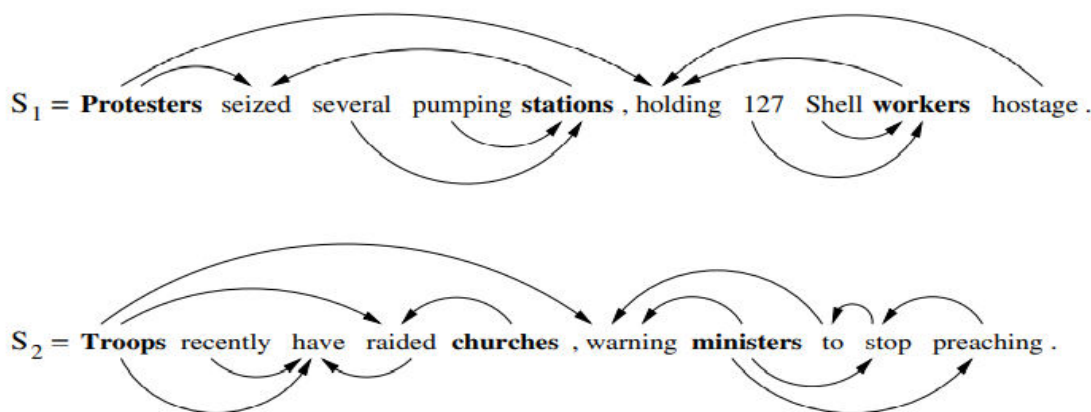 S1 = Protesters seized several pumping stations , holding 127 Shell workers hostage .
S2 = Troops recently have raided churches , warning ministers to stop preaching .